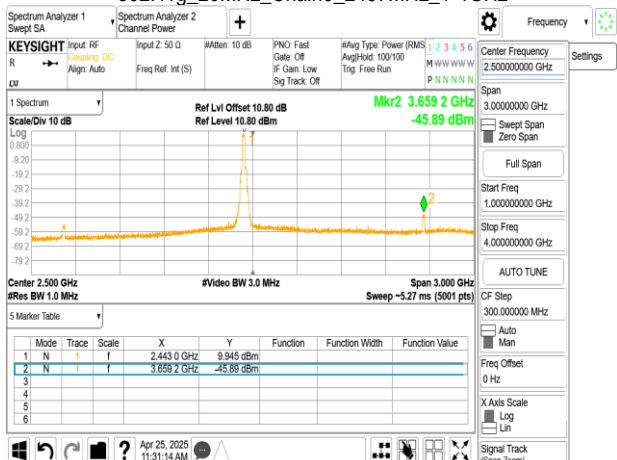 Spectrum Analyzer 1
Swept SA
Spectrum Analyzer 2
Channel Power
+
Frequency
Settings
KEYSIGHT
R
Input: RF
Coupling: DC
Align: Auto
Input Z: 50 Ω
Freq Ref: Int (S)
#Atten: 10 dB
PNO: Fast
Gate: Off
IF Gain: Low
Sig Track: Off
#Avg Type: Power (RMS
Avg|Hold: 100/100
Trig: Free Run
1 2 3 4 5 6
M W W W W W
P N N N N N
Center Frequency
2.500000000 GHz
Span
3.00000000 GHz
Swept Span
Zero Span
Full Span
Start Freq
1.000000000 GHz
Stop Freq
4.000000000 GHz
AUTO TUNE
CF Step
300.000000 MHz
Auto
Man
Freq Offset
0 Hz
X Axis Scale
Log
Lin
Signal Track
(Span Zoom)
1 Spectrum
Scale/Div 10 dB
Ref Lvl Offset 10.80 dB
Ref Level 10.80 dBm
Mkr2 3.659 2 GHz
-45.89 dBm
Log
0.800
-9.20
-19.2
-29.2
-39.2
-49.2
-59.2
-69.2
-79.2
2
Center 2.500 GHz
#Res BW 1.0 MHz
#Video BW 3.0 MHz
Span 3.000 GHz
Sweep ~5.27 ms (5001 pts)
5 Marker Table
Mode Trace Scale X Y Function Function Width Function Value
1 N 1 f 2.443 0 GHz 9.945 dBm
2 N 1 f 3.659 2 GHz -45.89 dBm
3
4
5
6
?
Apr 25, 2025
11:31:14 AM